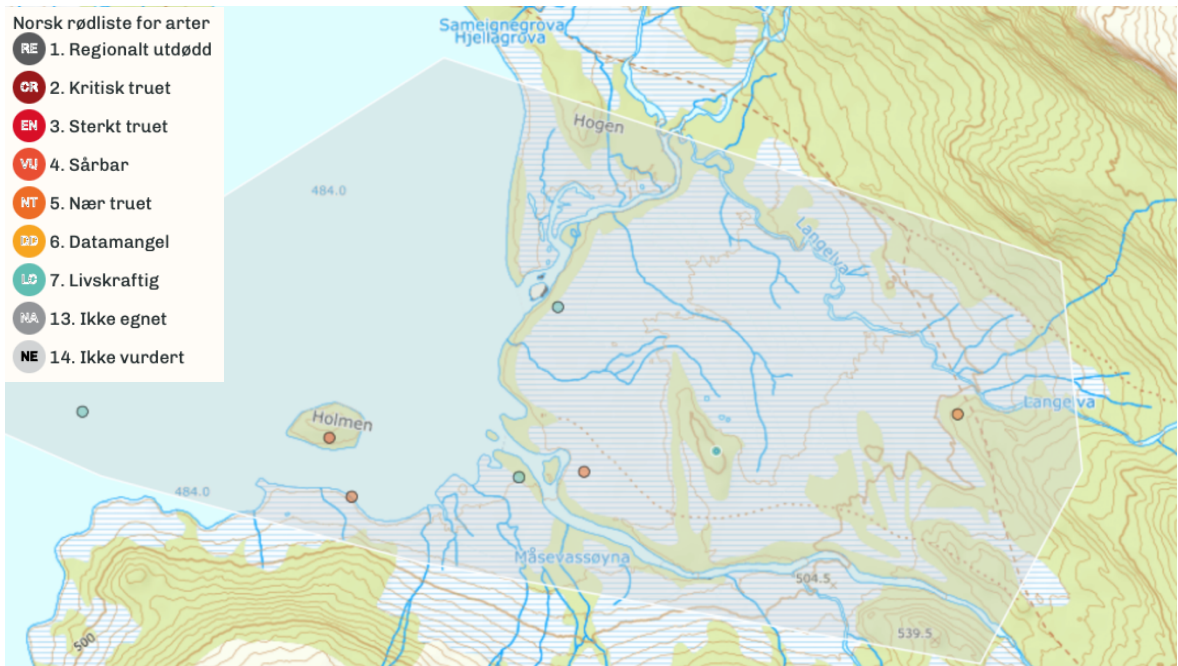 Norsk rødliste for arter
RE 1. Regionalt utdødd
CR 2. Kritisk truet
EN 3. Sterkt truet
VU 4. Sårbar
NT 5. Nær truet
DD 6. Datamangel
LC 7. Livskraftig
NA 13. Ikke egnet
NE 14. Ikke vurdert
Sameignegrova
Hjellagrova
Hogen
484.0
Langelva
Langelva
Holmen
484.0
Måsevassøyna
504.5
500
539.5